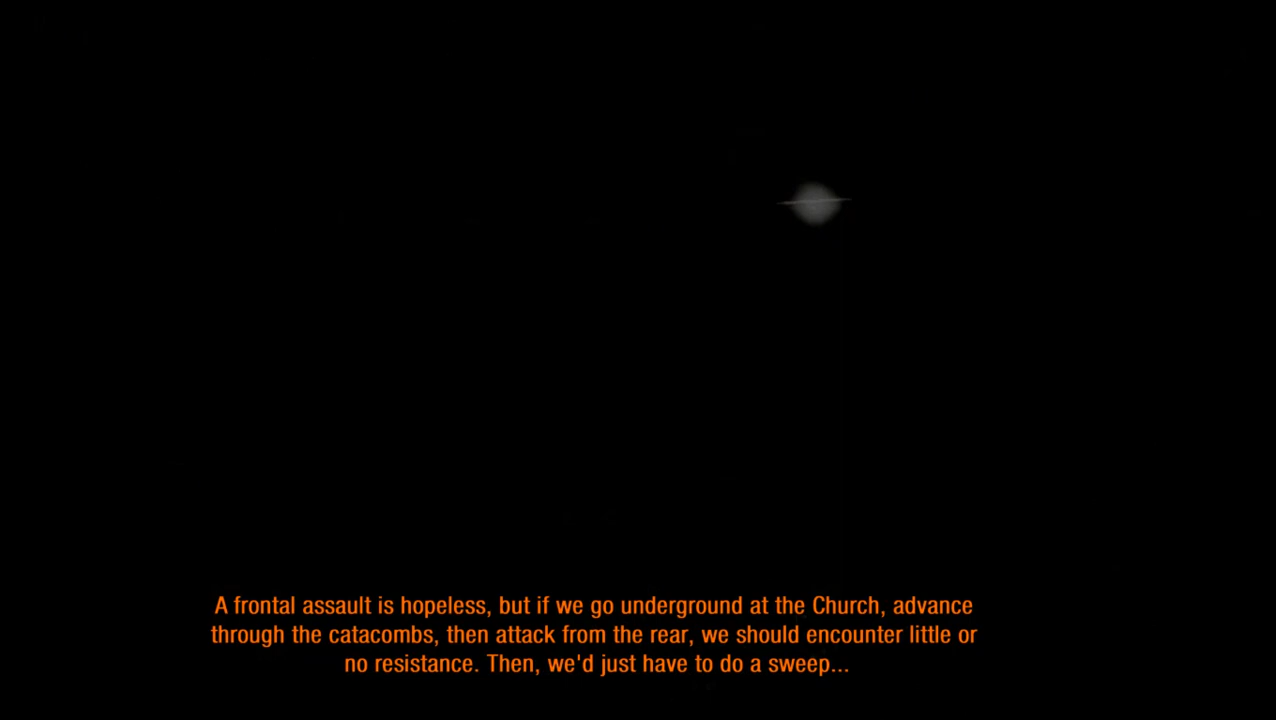 A frontal assault is hopeless, but if we go underground at the Church, advance
through the catacombs, then attack from the rear, we should encounter little or
no resistance. Then, we'd just have to do a sweep...